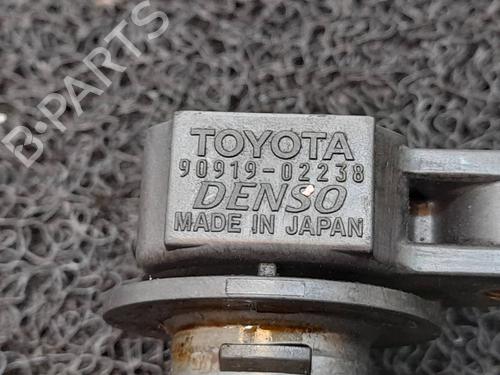 B-PARTS
TOYOTA
90919-02238
DENSO
MADE IN JAPAN